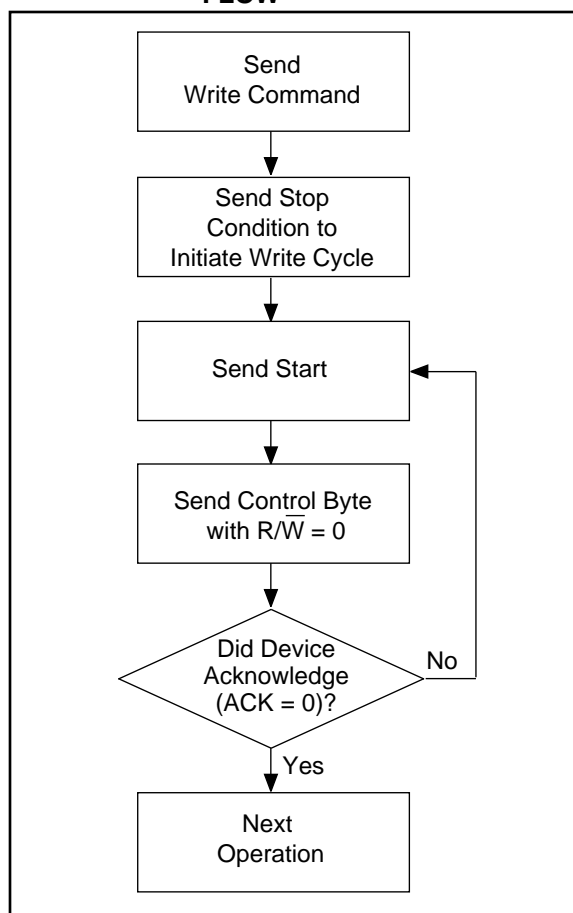 FLOW
Send
Write Command
Send Stop
Condition to
Initiate Write Cycle
Send Start
Send Control Byte
with R/W̅ = 0
Did Device
Acknowledge
(ACK = 0)?
No
Yes
Next
Operation